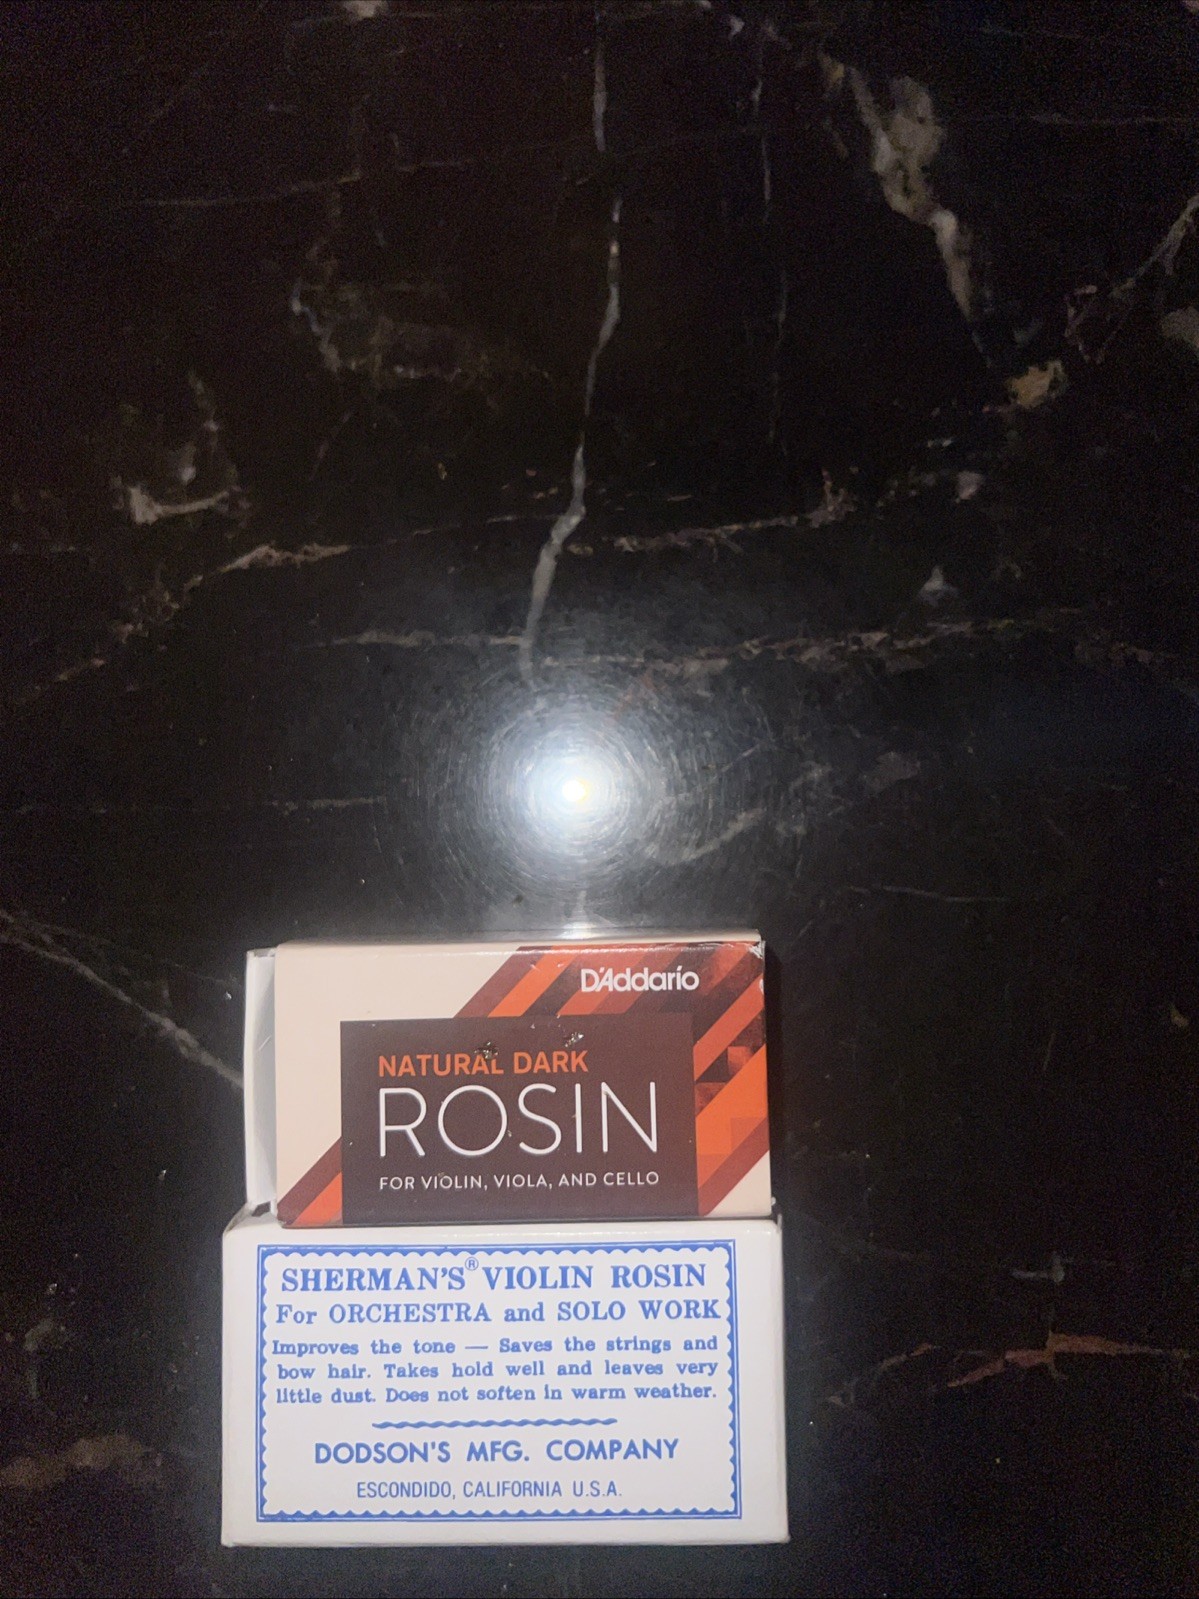 D'Addario
NATURAL DARK
ROSIN
FOR VIOLIN, VIOLA, AND CELLO
SHERMAN'S® VIOLIN ROSIN
For ORCHESTRA and SOLO WORK
Improves the tone — Saves the strings and
bow hair. Takes hold well and leaves very
little dust. Does not soften in warm weather.
DODSON'S MFG. COMPANY
ESCONDIDO, CALIFORNIA U.S.A.